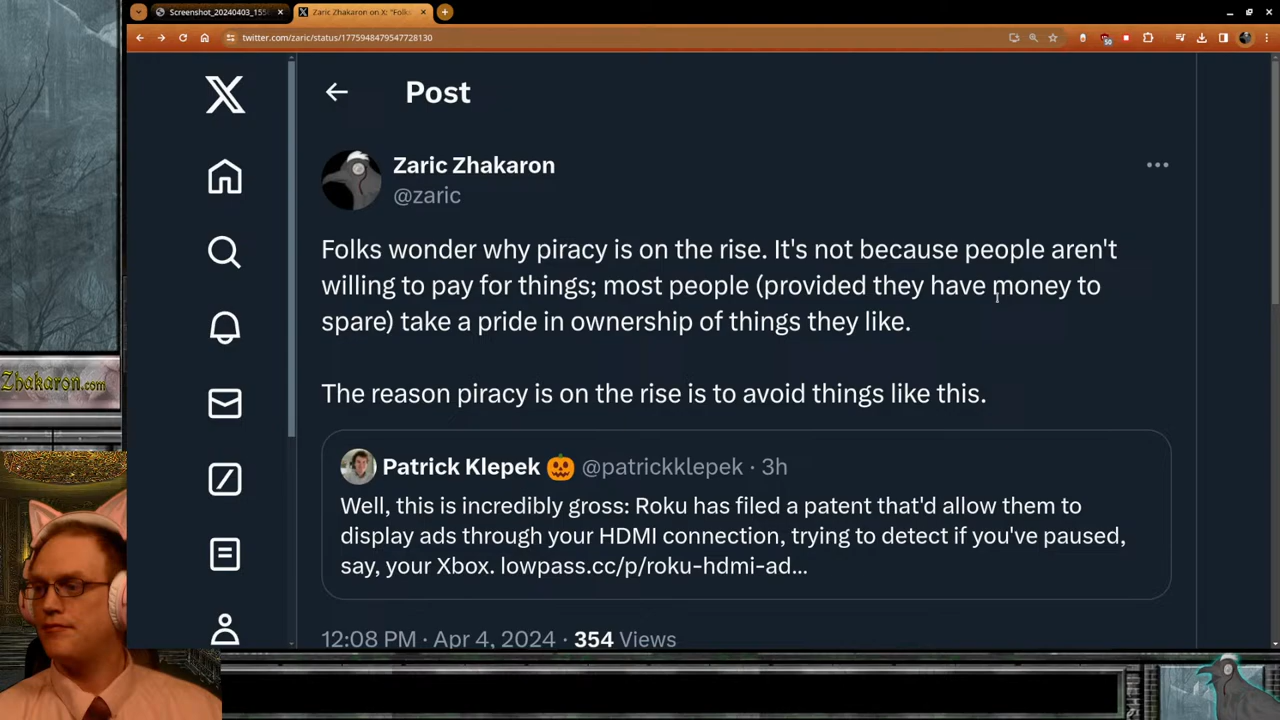 Screenshot_20240403_155
Zaric Zhakaron on X: "Folks
twitter.com/zaric/status/1775948479547728130
50
Post
Zaric Zhakaron
@zaric
Folks wonder why piracy is on the rise. It's not because people aren't
willing to pay for things; most people (provided they have money to
spare) take a pride in ownership of things they like.
The reason piracy is on the rise is to avoid things like this.
Patrick Klepek 🎃 @patrickklepek · 3h
Well, this is incredibly gross: Roku has filed a patent that'd allow them to
display ads through your HDMI connection, trying to detect if you've paused,
say, your Xbox. lowpass.cc/p/roku-hdmi-ad...
12:08 PM · Apr 4, 2024 · 354 Views
Zhakaron.com